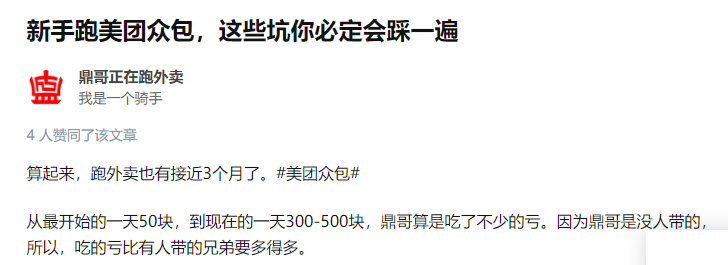 新手跑美团众包，这些坑你必定会踩一遍
鼎哥正在跑外卖
我是一个骑手
4 人赞同了该文章
算起来，跑外卖也有接近3个月了。#美团众包#
从最开始的一天50块，到现在的一天300-500块，鼎哥算是吃了不少的亏。因为鼎哥是没人带的，
所以，吃的亏比有人带的兄弟要多得多。